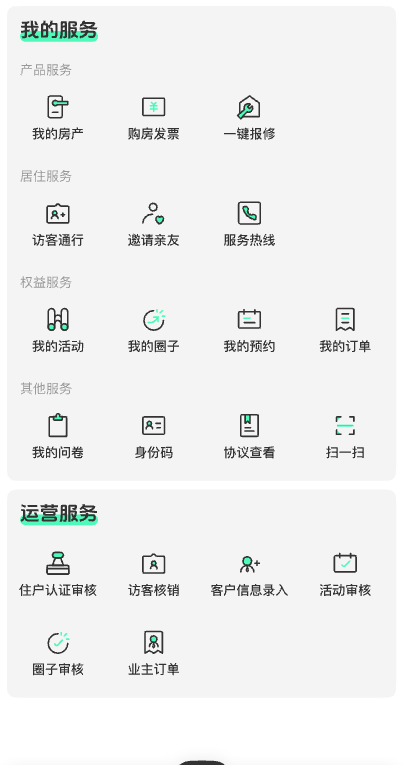 我的服务
产品服务
我的房产 购房发票 一键报修
居住服务
访客通行 邀请亲友 服务热线
权益服务
我的活动 我的圈子 我的预约 我的订单
其他服务
我的问卷 身份码 协议查看 扫一扫
运营服务
住户认证审核 访客核销 客户信息录入 活动审核
圈子审核 业主订单